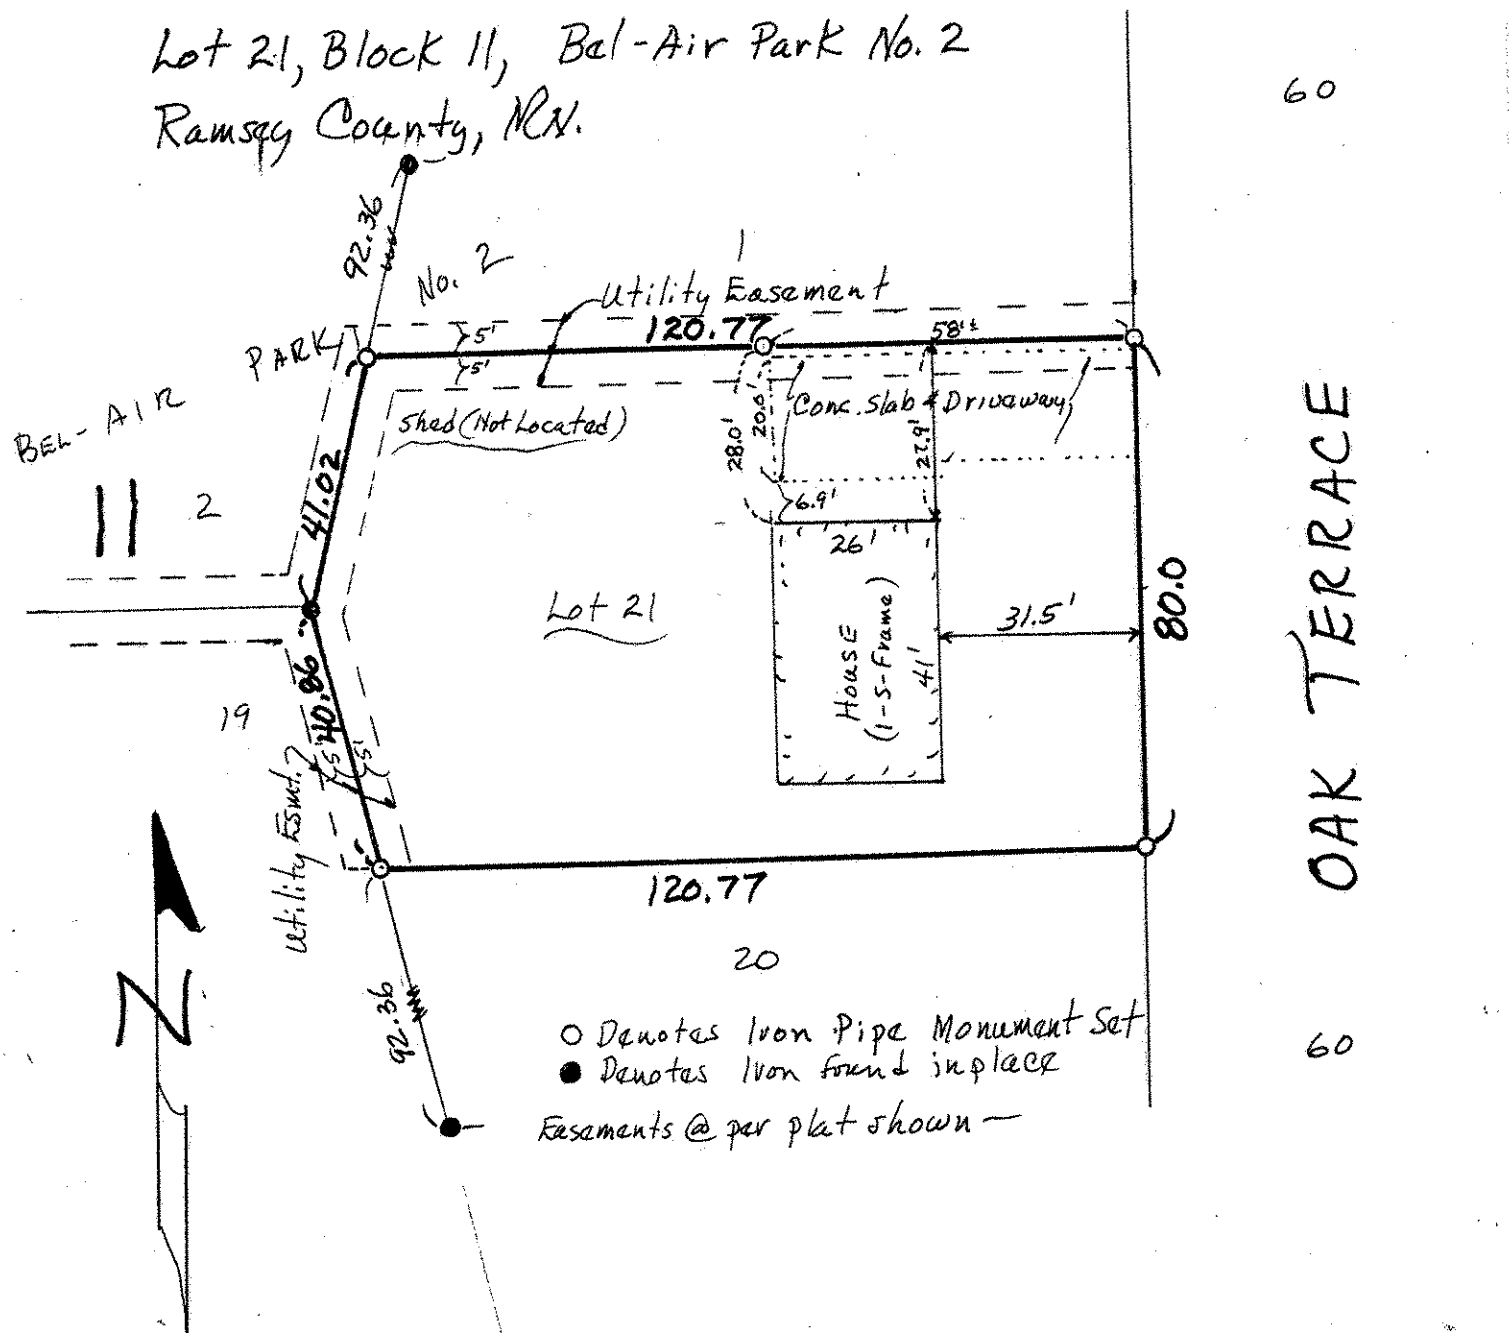 Lot 21, Block 11, Bel-Air Park No. 2
Ramsey County, MN.
60
92.36
1
No. 2
Utility Easement
PARK
5'
120.77
58'±
5'
BEL-AIR
Shed (Not Located)
28.0'
20.6'
Conc. Slab & Driveway
27.9'
41.02
11
2
6.9'
26'
Lot 21
31.5'
80.0
OAK TERRACE
House
(1-S-Frame)
41'
40.86
19
5'
5'
Utility Esmt.
120.77
N
20
92.36
O Denotes Iron Pipe Monument Set
● Denotes Iron found inplace
60
Easements @ per plat shown —